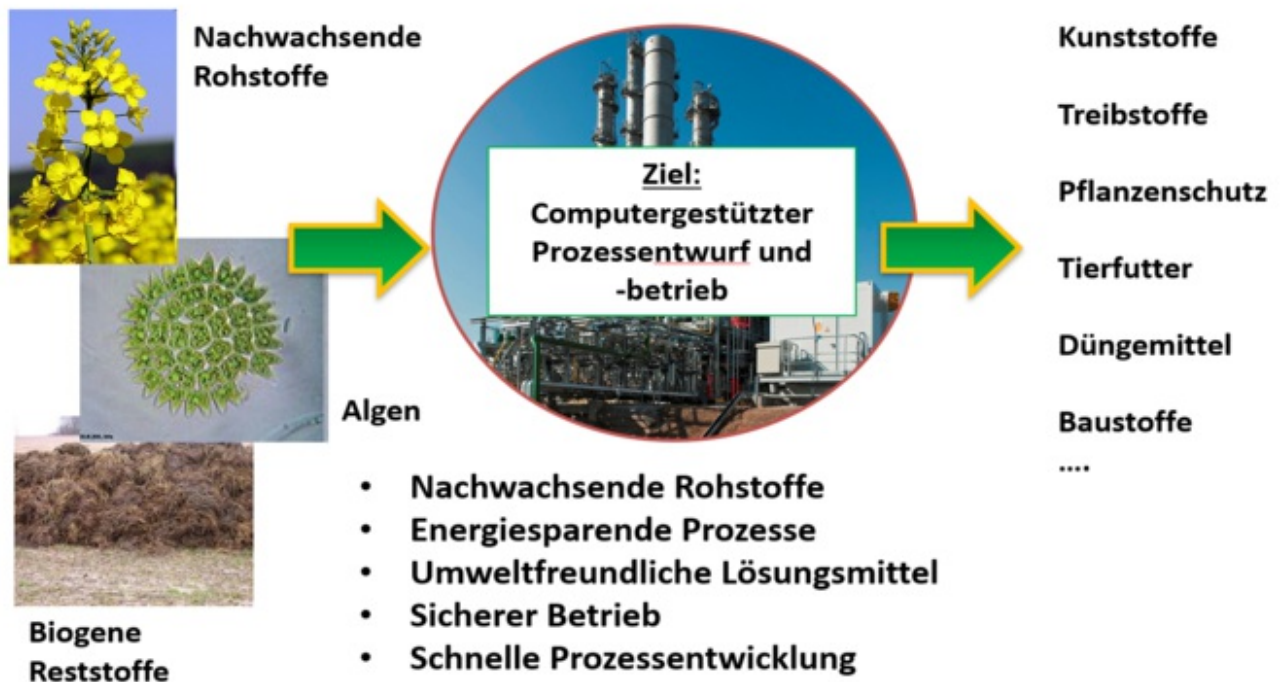 Nachwachsende
Rohstoffe
Algen
Biogene
Reststoffe
Ziel:
Computergestützter
Prozessentwurf und
-betrieb
Kunststoffe
Treibstoffe
Pflanzenschutz
Tierfutter
Düngemittel
Baustoffe
....
• Nachwachsende Rohstoffe
• Energiesparende Prozesse
• Umweltfreundliche Lösungsmittel
• Sicherer Betrieb
• Schnelle Prozessentwicklung